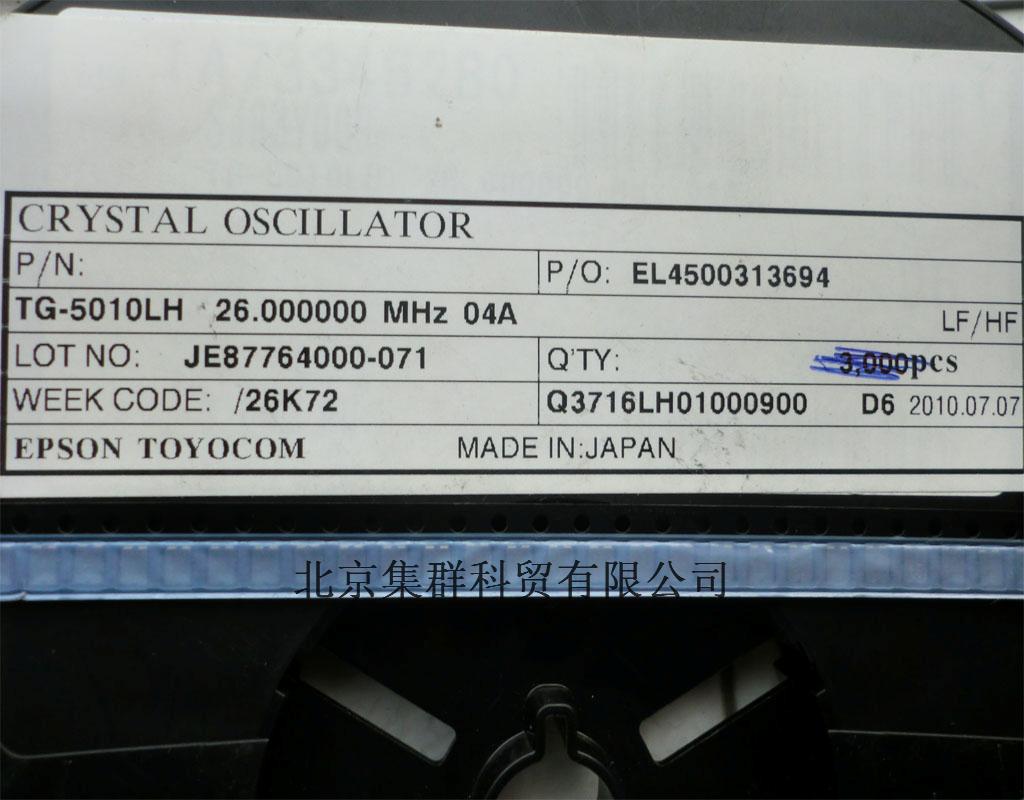 CRYSTAL OSCILLATOR
P/N:
P/O: EL4500313694
TG-5010LH 26.000000 MHz 04A
LF/HF
LOT NO: JE87764000-071
Q'TY: 3,000pcs
WEEK CODE: /26K72
Q3716LH01000900 D6 2010.07.07
EPSON TOYOCOM MADE IN:JAPAN
北京集群科贸有限公司